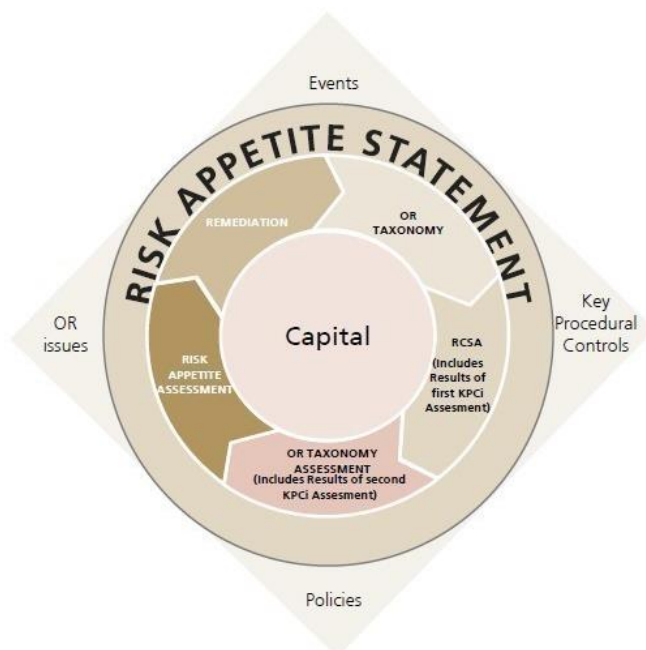 Events
RISK APPETITE STATEMENT
REMEDIATION
OR
TAXONOMY
OR
issues
Capital
Key
Procedural
Controls
RCSA
(Includes
Results of
first KPCi
Assesment)
RISK
APPETITE
ASSESSMENT
OR TAXONOMY
ASSESSMENT
(Includes Results of second
KPCi Assesment)
Policies